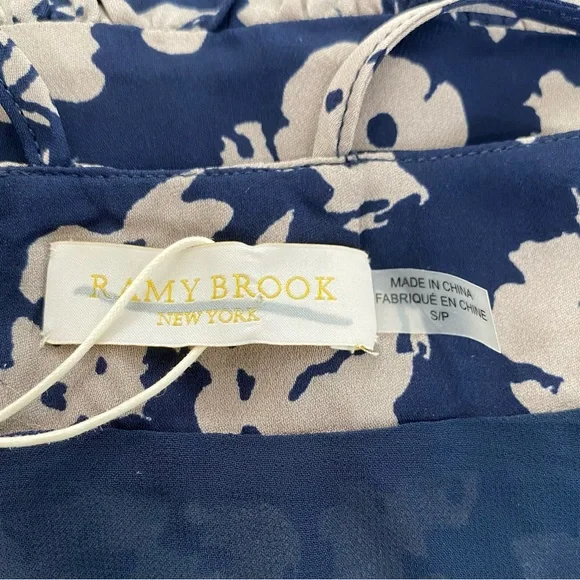 RAMY BROOK
NEW YORK
MADE IN CHINA
FABRIQUÉ EN CHINE
S/P